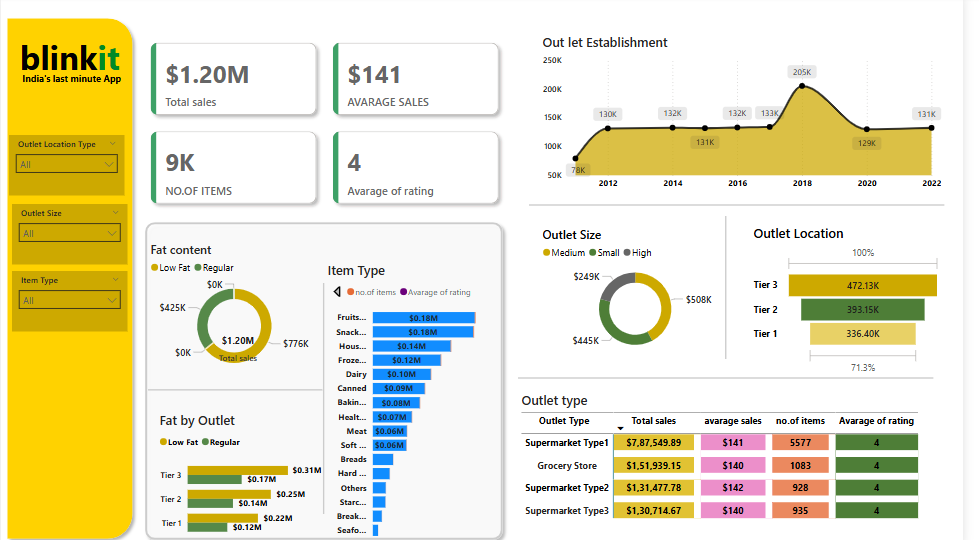 blinkit
India's last minute App
Outlet Location Type
All
Outlet Size
All
Item Type
All
$1.20M
Total sales
$141
AVARAGE SALES
9K
NO.OF ITEMS
4
Avarage of rating
Out let Establishment
250K
200K
150K
100K
50K
78K
130K
132K
131K
132K
133K
205K
129K
131K
2012
2014
2016
2018
2020
2022
Fat content
Low Fat
Regular
$0K
$425K
$0K
$776K
$1.20M
Total sales
Fat by Outlet
Low Fat
Regular
Tier 3
$0.31M
$0.17M
Tier 2
$0.25M
$0.14M
Tier 1
$0.22M
$0.12M
Item Type
no.of items
Avarage of rating
Fruits... $0.18M
Snack... $0.18M
Hous... $0.14M
Froze... $0.12M
Dairy $0.10M
Canned $0.09M
Bakin... $0.08M
Healt... $0.07M
Meat $0.06M
Soft ... $0.06M
Breads
Hard ...
Others
Starc...
Break...
Seafo...
Outlet Size
Medium
Small
High
$249K
$508K
$445K
Outlet Location
100%
Tier 3 472.13K
Tier 2 393.15K
Tier 1 336.40K
71.3%
Outlet type
Outlet Type Total sales avarage sales no.of items Avarage of rating
Supermarket Type1 $7,87,549.89 $141 5577 4
Grocery Store $1,51,939.15 $140 1083 4
Supermarket Type2 $1,31,477.78 $142 928 4
Supermarket Type3 $1,30,714.67 $140 935 4